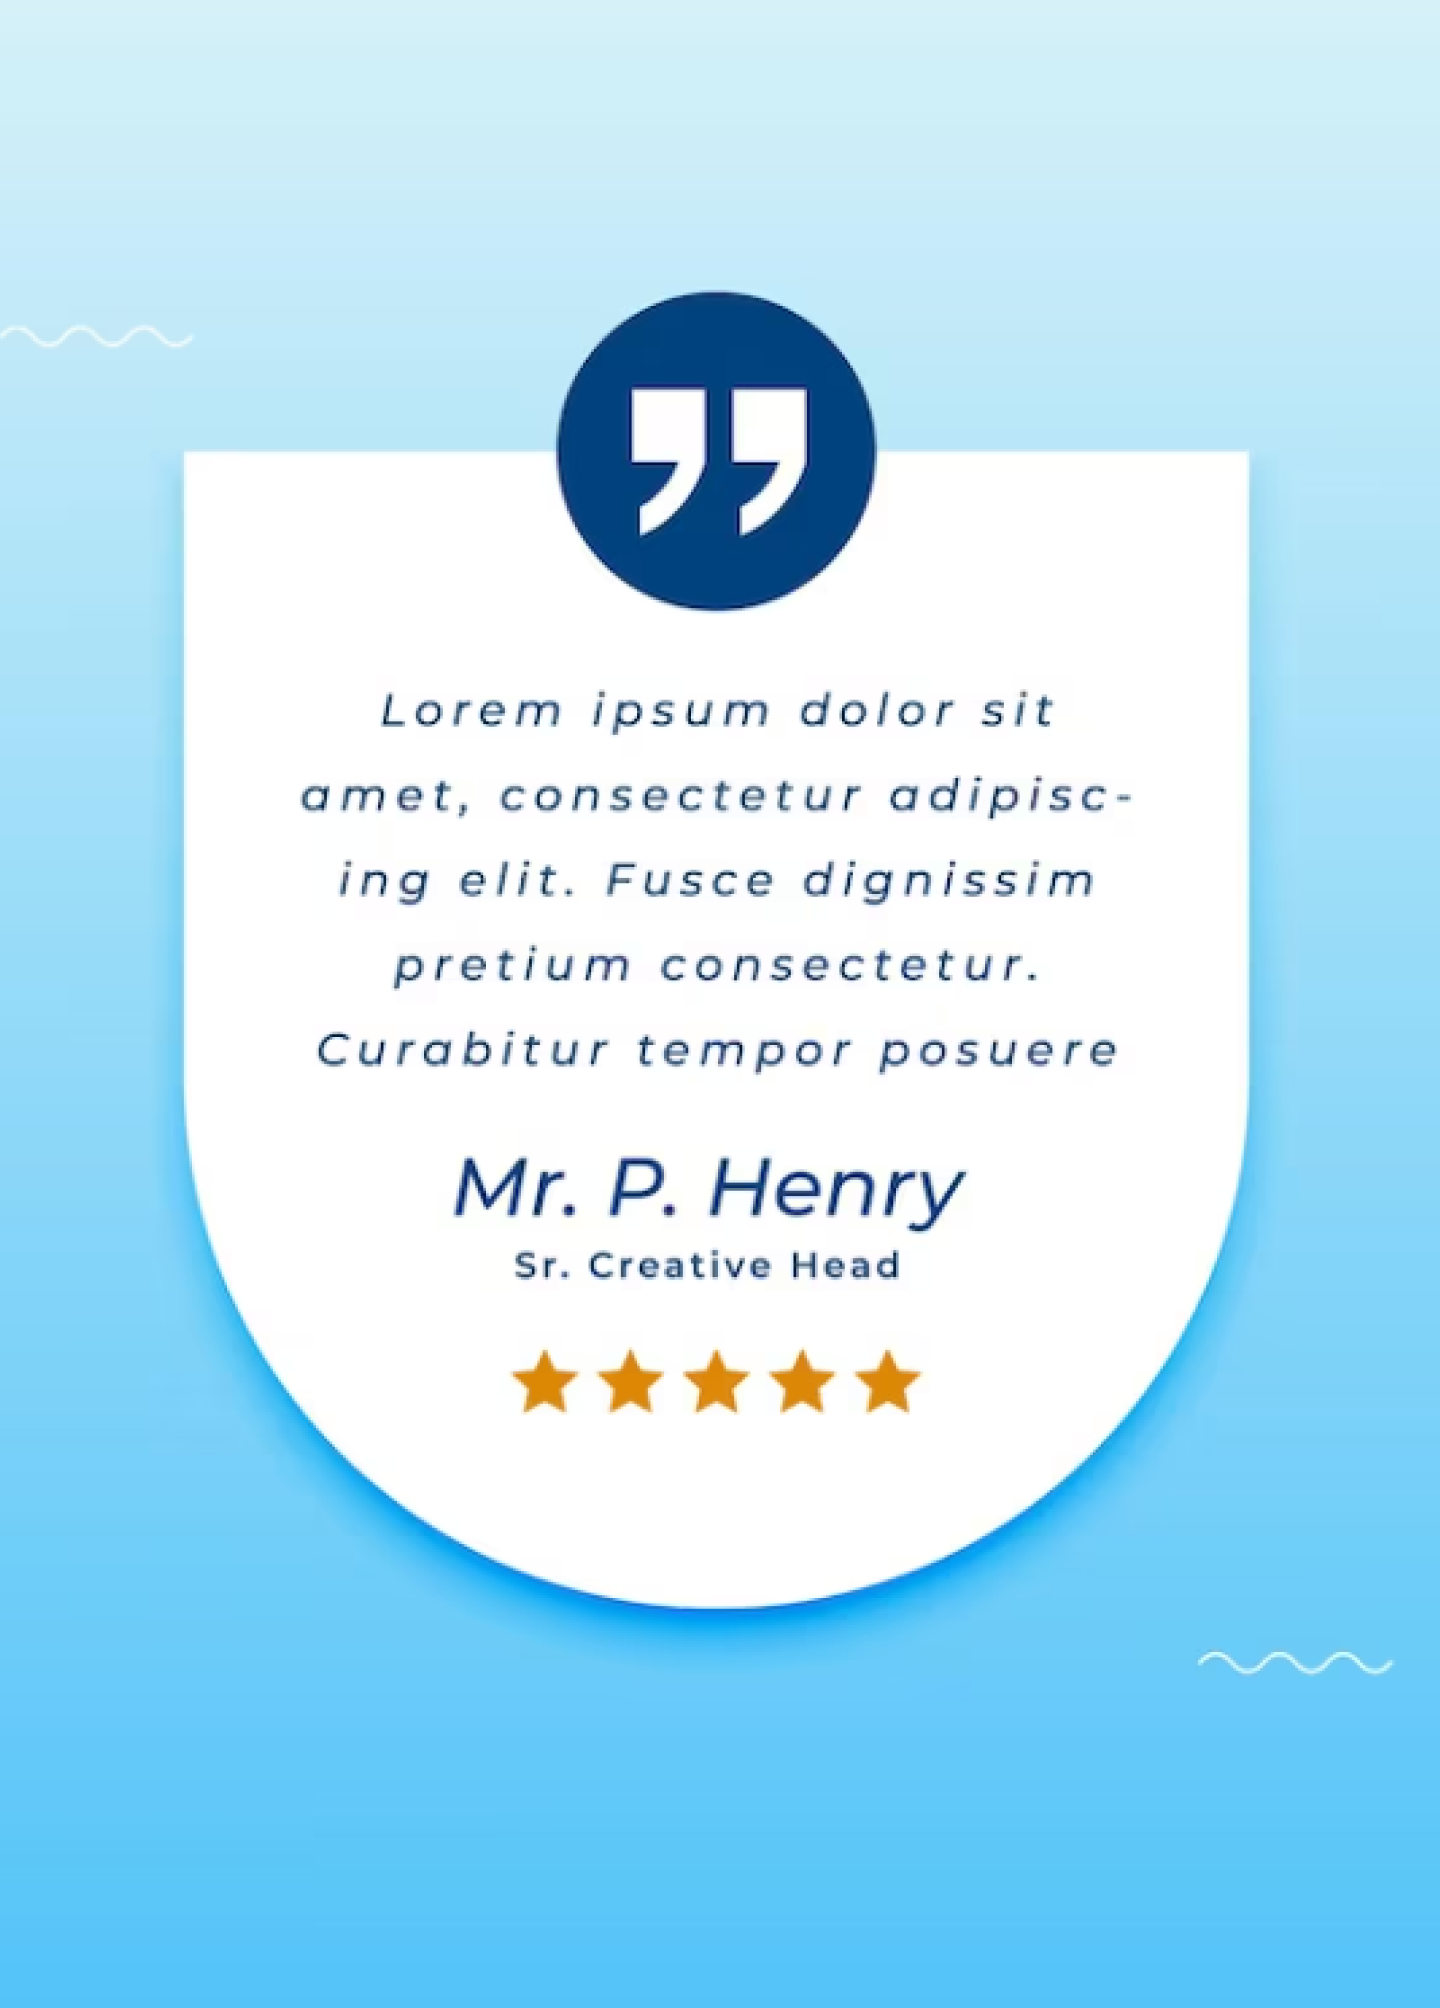 Lorem ipsum dolor sit
amet, consectetur adipisc-
ing elit. Fusce dignissim
pretium consectetur.
Curabitur tempor posuere
Mr. P. Henry
Sr. Creative Head